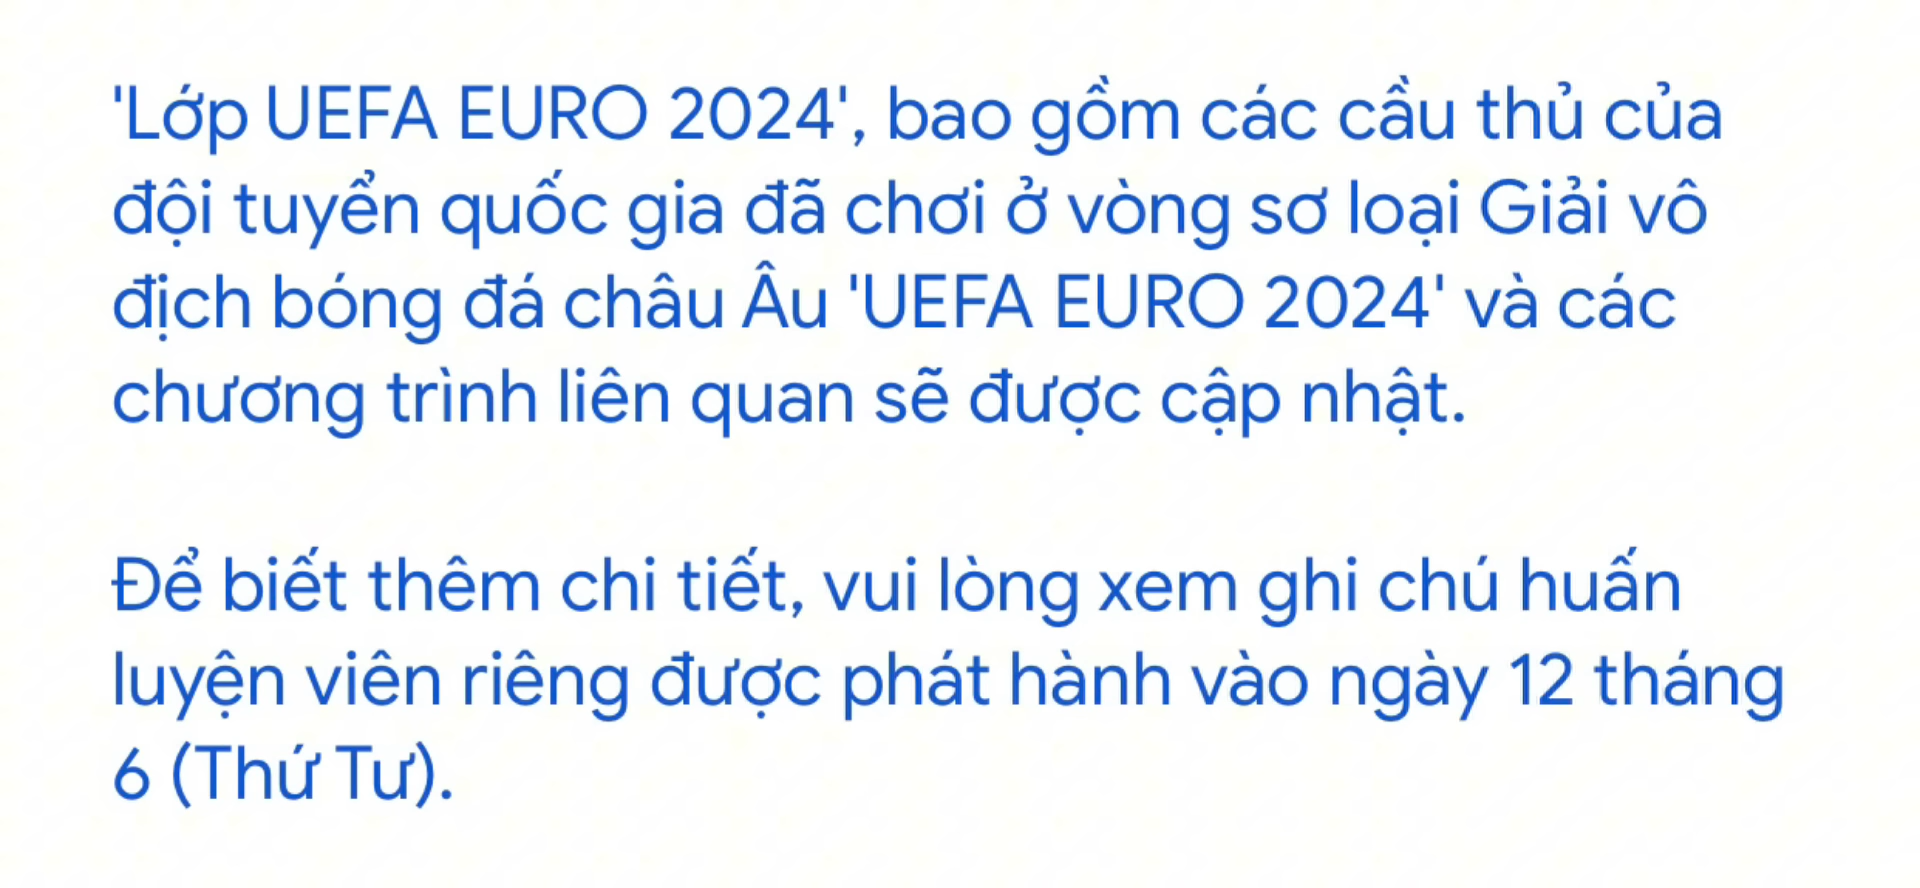 'Lớp UEFA EURO 2024', bao gồm các cầu thủ của
đội tuyển quốc gia đã chơi ở vòng sơ loại Giải vô
địch bóng đá châu Âu 'UEFA EURO 2024' và các
chương trình liên quan sẽ được cập nhật.
Để biết thêm chi tiết, vui lòng xem ghi chú huấn
luyện viên riêng được phát hành vào ngày 12 tháng
6 (Thứ Tư).